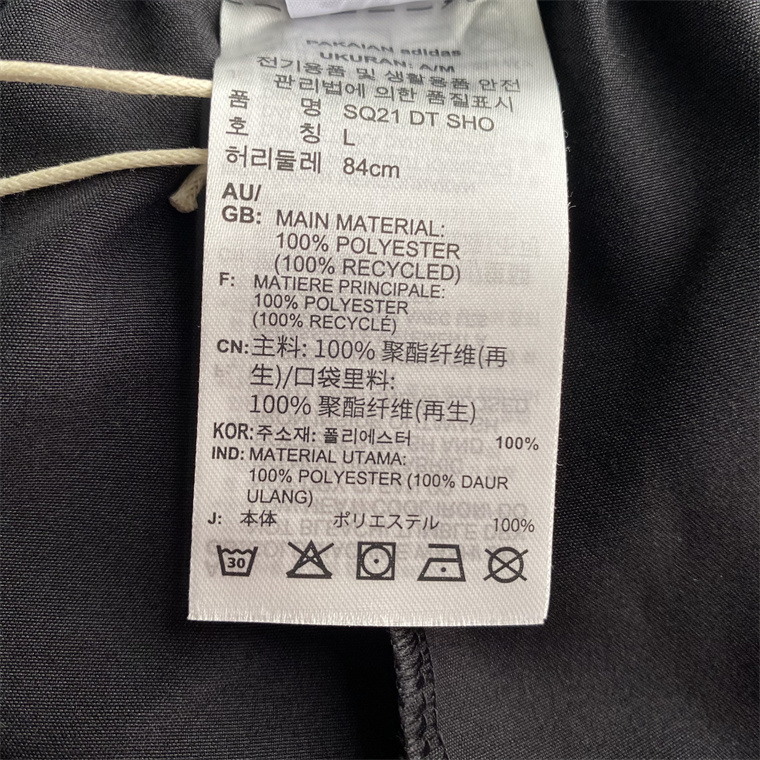 PAKAIAN adidas
UKURAN: A/M
전기용품 및 생활용품 안전
관리법에 의한 품질표시
품 명 SQ21 DT SHO
호 칭 L
허리둘레 84cm
AU/
GB: MAIN MATERIAL:
100% POLYESTER
(100% RECYCLED)
F: MATIERE PRINCIPALE:
100% POLYESTER
(100% RECYCLÉ)
CN: 主料: 100% 聚酯纤维(再
生)/口袋里料:
100% 聚酯纤维(再生)
KOR: 주소재: 폴리에스터 100%
IND: MATERIAL UTAMA:
100% POLYESTER (100% DAUR
ULANG)
J: 本体 ポリエステル 100%
30